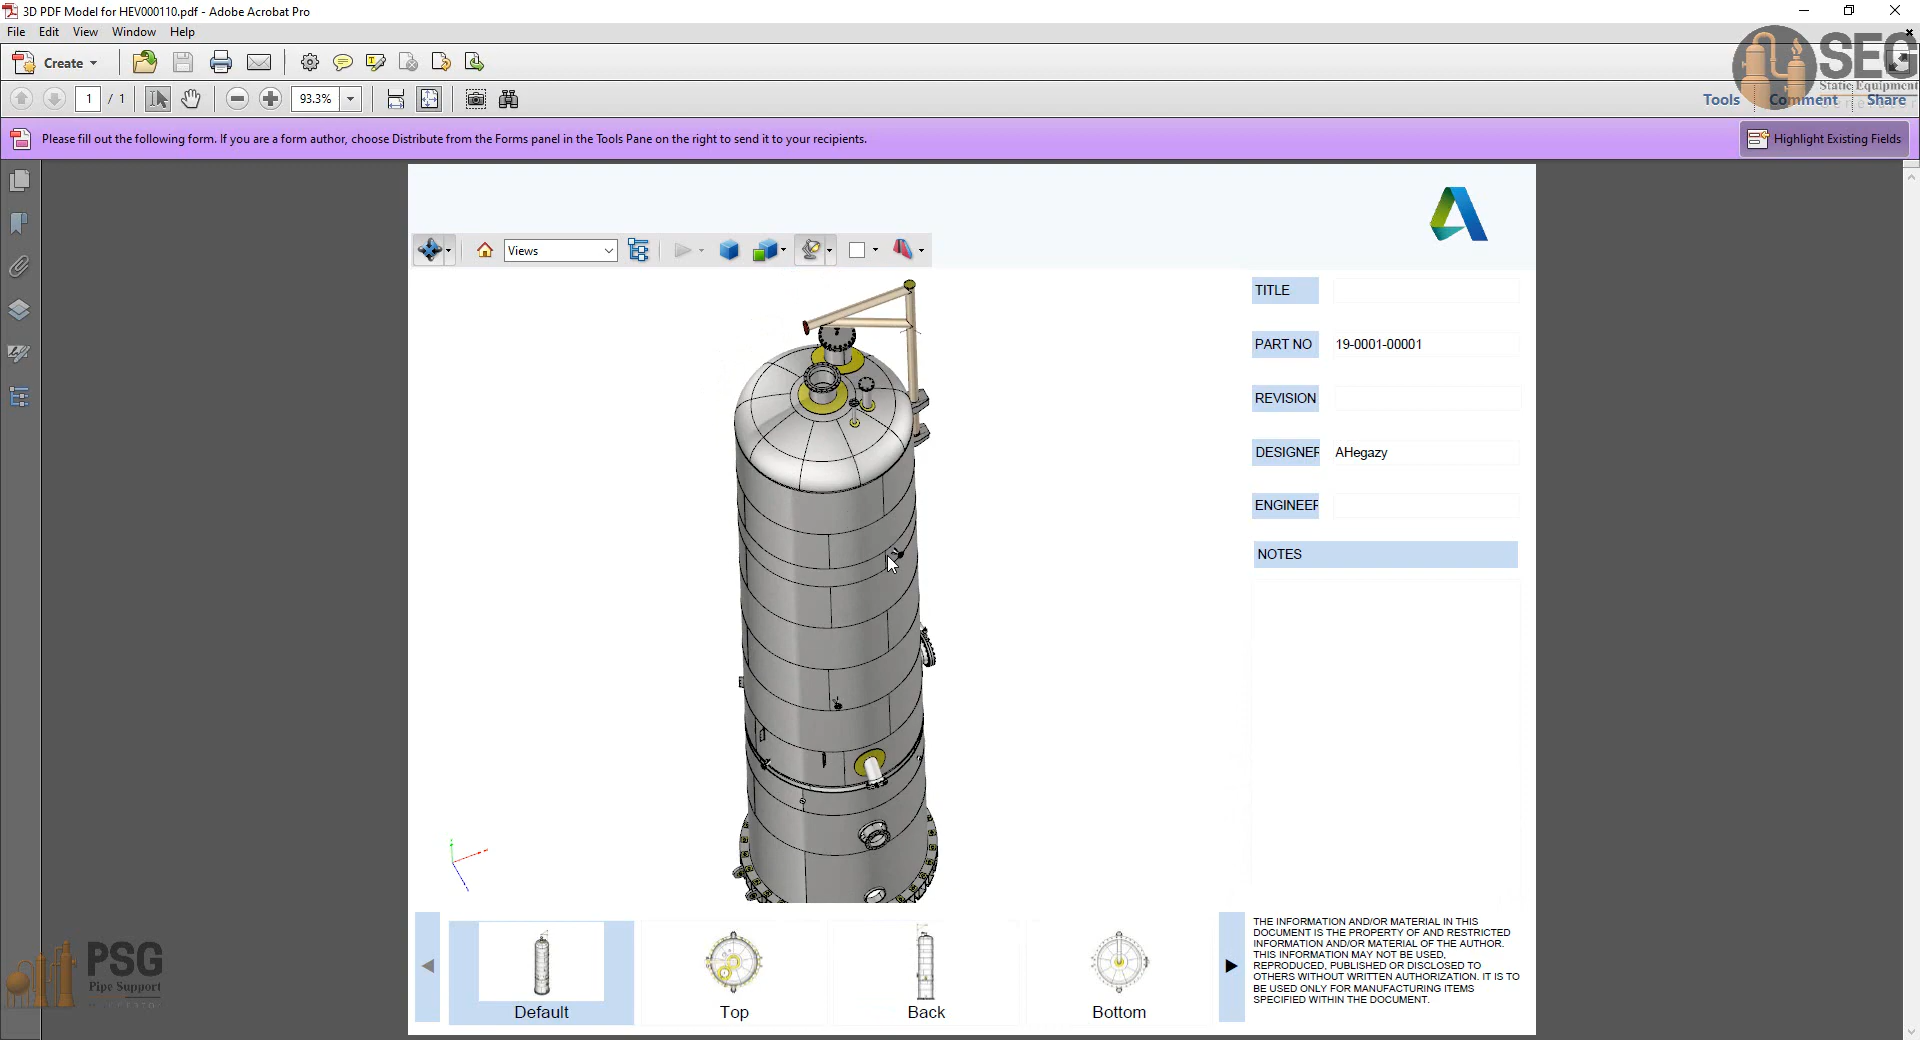 3D PDF Model for HEV000110.pdf - Adobe Acrobat Pro
File Edit View Window Help
Create
SEG
Static Equipment
1 / 1
93.3%
Tools Comment Share
Please fill out the following form. If you are a form author, choose Distribute from the Forms panel in the Tools Pane on the right to send it to your recipients.
Highlight Existing Fields
Views
TITLE
PART NO 19-0001-00001
REVISION
DESIGNER AHegazy
ENGINEER
NOTES
THE INFORMATION AND/OR MATERIAL IN THIS
DOCUMENT IS THE PROPERTY OF AND RESTRICTED
INFORMATION AND/OR MATERIAL OF THE AUTHOR.
THIS INFORMATION MAY NOT BE USED,
REPRODUCED, PUBLISHED OR DISCLOSED TO
OTHERS WITHOUT WRITTEN AUTHORIZATION. IT IS TO
BE USED ONLY FOR MANUFACTURING ITEMS
SPECIFIED WITHIN THE DOCUMENT.
Default Top Back Bottom
PSG
Pipe Support